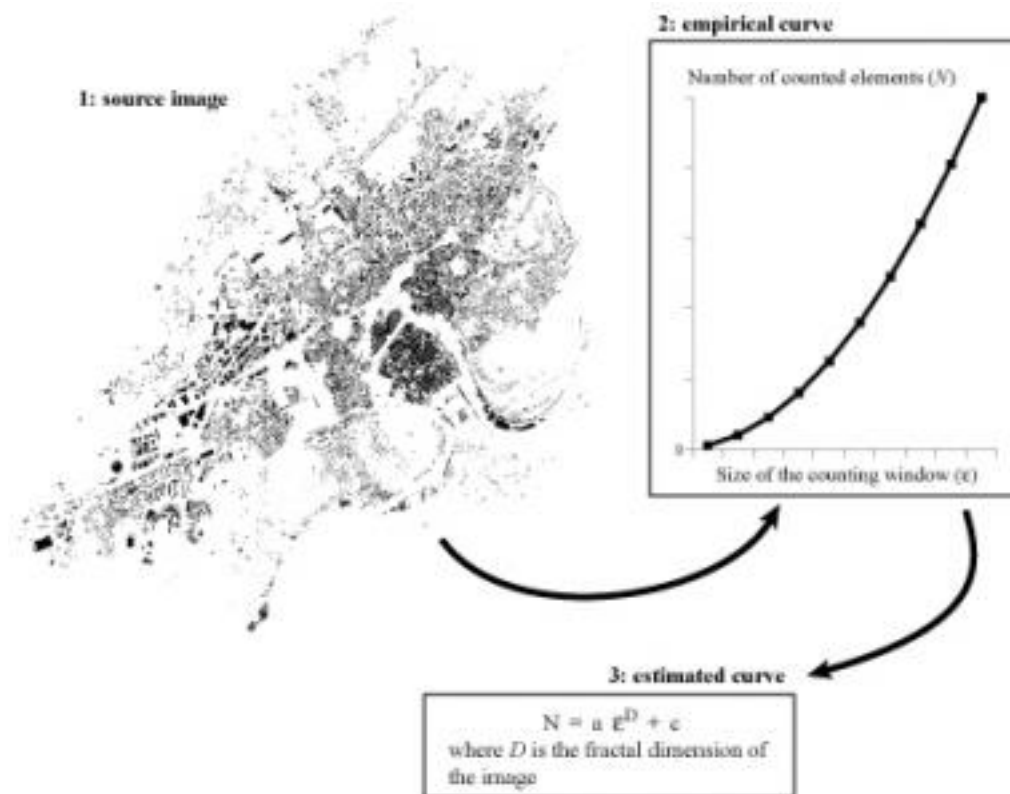 1: source image
2: empirical curve
Number of counted elements (N)
0
Size of the counting window (ε)
3: estimated curve
N = a ε^D + c
where D is the fractal dimension of
the image